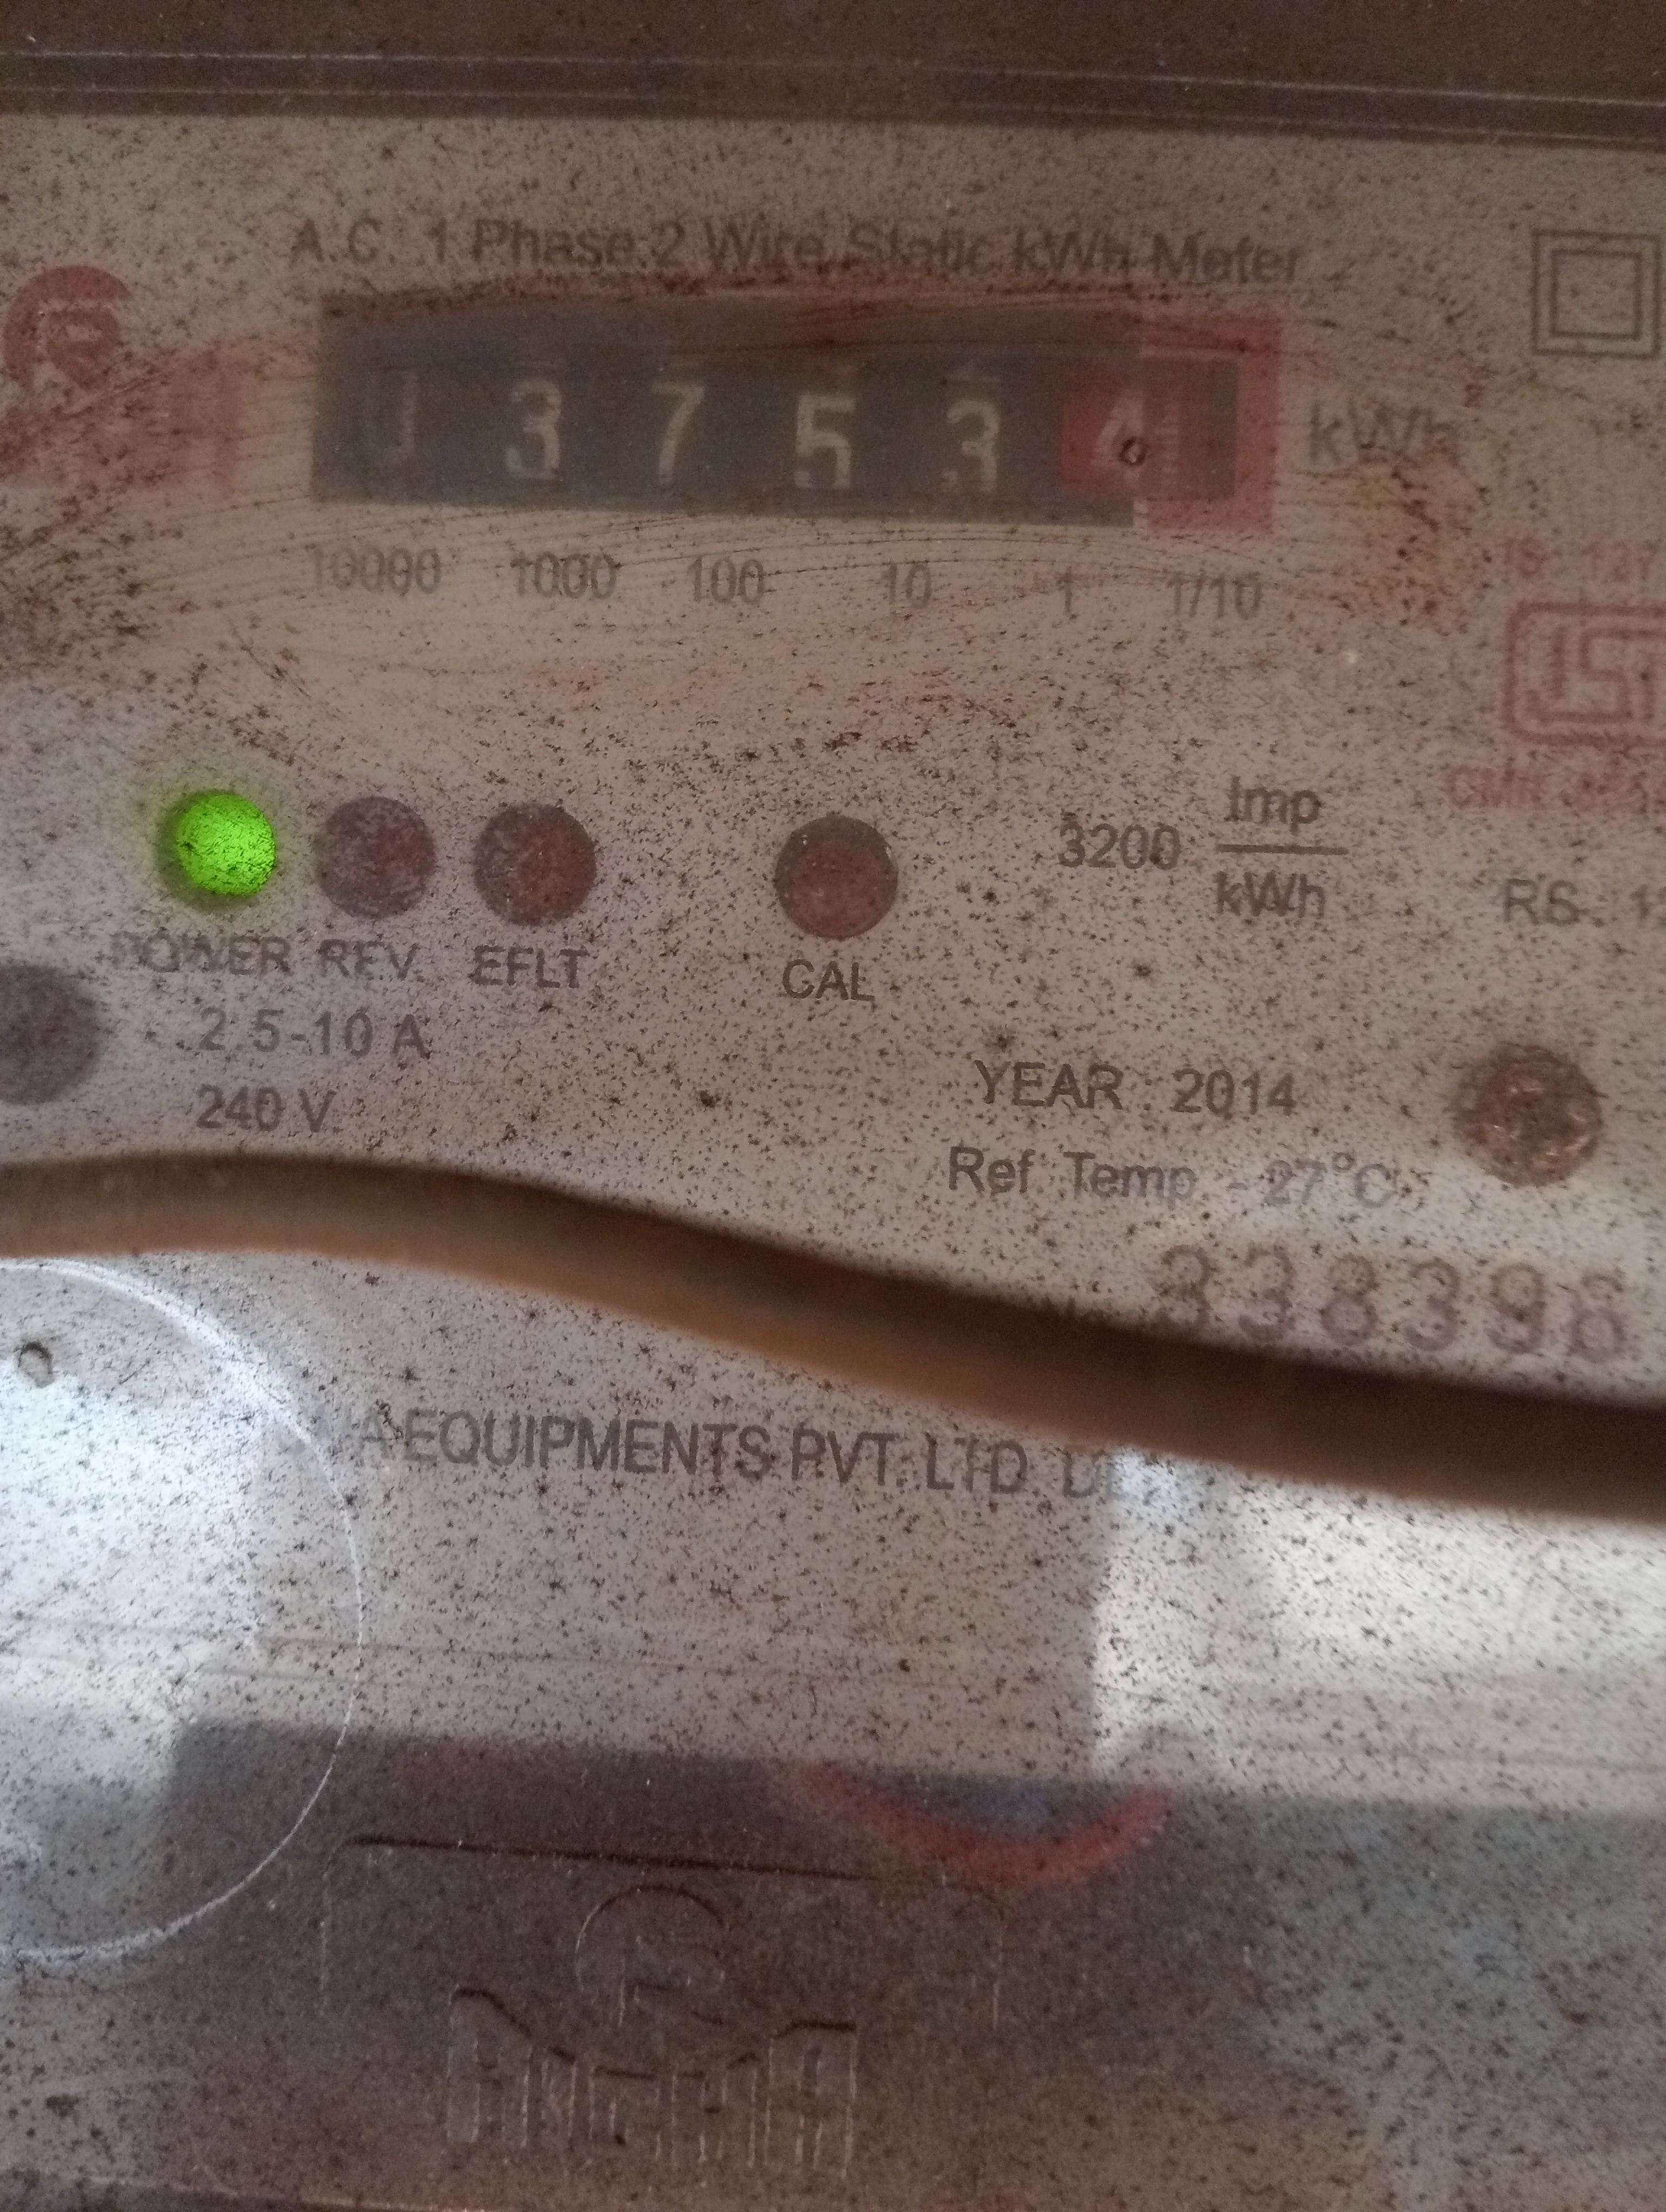 A.C. 1 Phase 2 Wire Static kWh Meter
0 3 7 5 3 4 kWh
10000 1000 100 10 1 1/10
3200 Imp/kWh
POWER REV. EFLT CAL
2.5-10 A
240 V
YEAR : 2014
Ref. Temp. - 27°C
338396
EQUIPMENTS PVT. LTD.